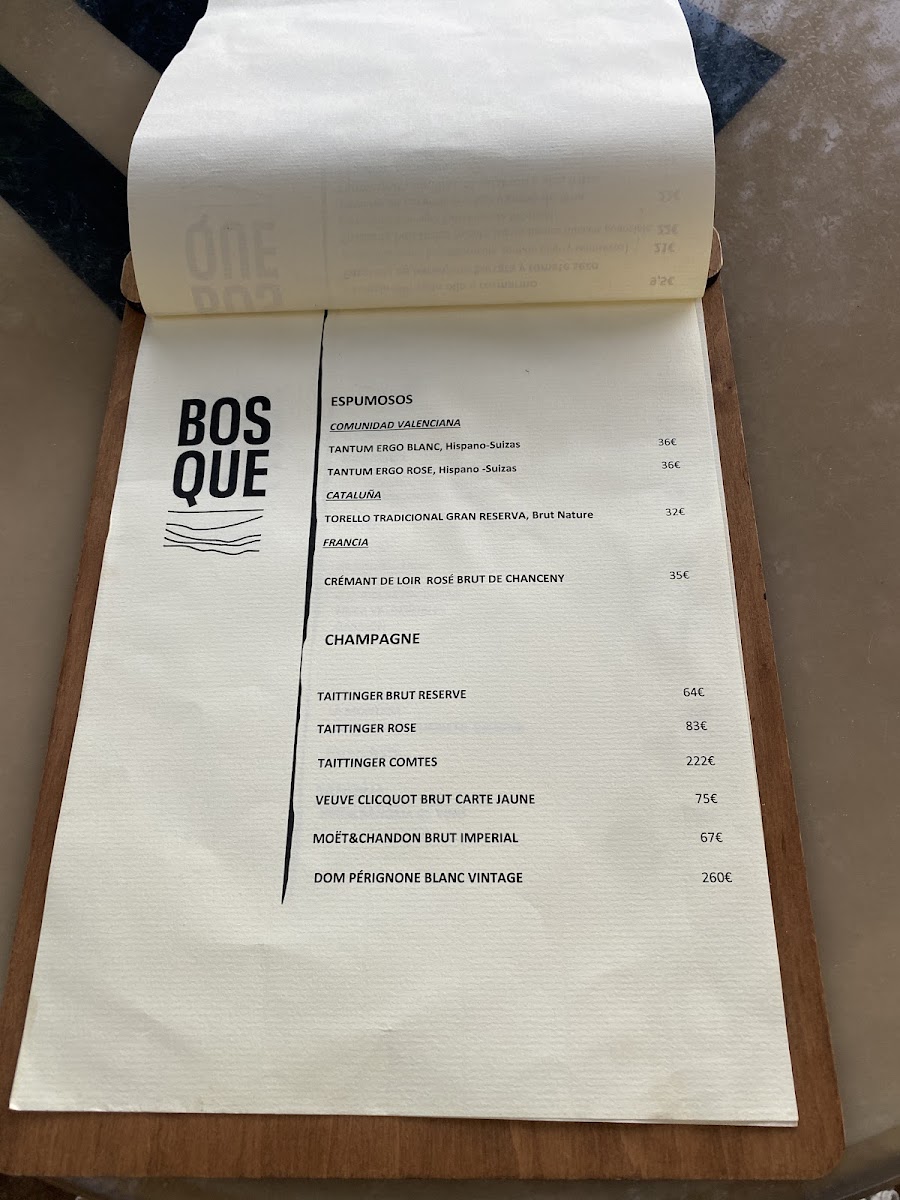 BOS
QUE
ESPUMOSOS
COMUNIDAD VALENCIANA
TANTUM ERGO BLANC, Hispano-Suizas 36€
TANTUM ERGO ROSE, Hispano -Suizas 36€
CATALUÑA
TORELLO TRADICIONAL GRAN RESERVA, Brut Nature 32€
FRANCIA
CRÉMANT DE LOIR ROSÉ BRUT DE CHANCENY 35€
CHAMPAGNE
TAITTINGER BRUT RESERVE 64€
TAITTINGER ROSE 83€
TAITTINGER COMTES 222€
VEUVE CLICQUOT BRUT CARTE JAUNE 75€
MOËT&CHANDON BRUT IMPERIAL 67€
DOM PÉRIGNONE BLANC VINTAGE 260€